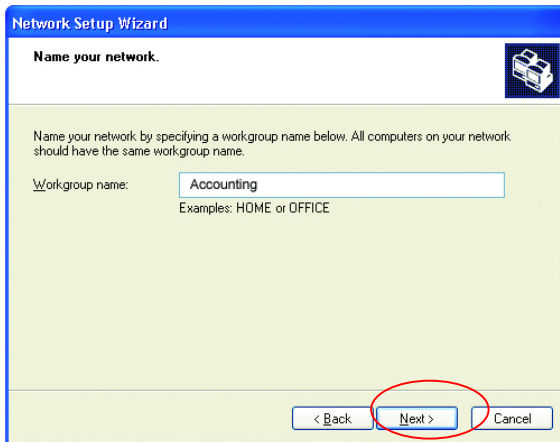 Network Setup Wizard
Name your network.
Name your network by specifying a workgroup name below. All computers on your network
should have the same workgroup name.
Workgroup name: Accounting
Examples: HOME or OFFICE
< Back Next > Cancel